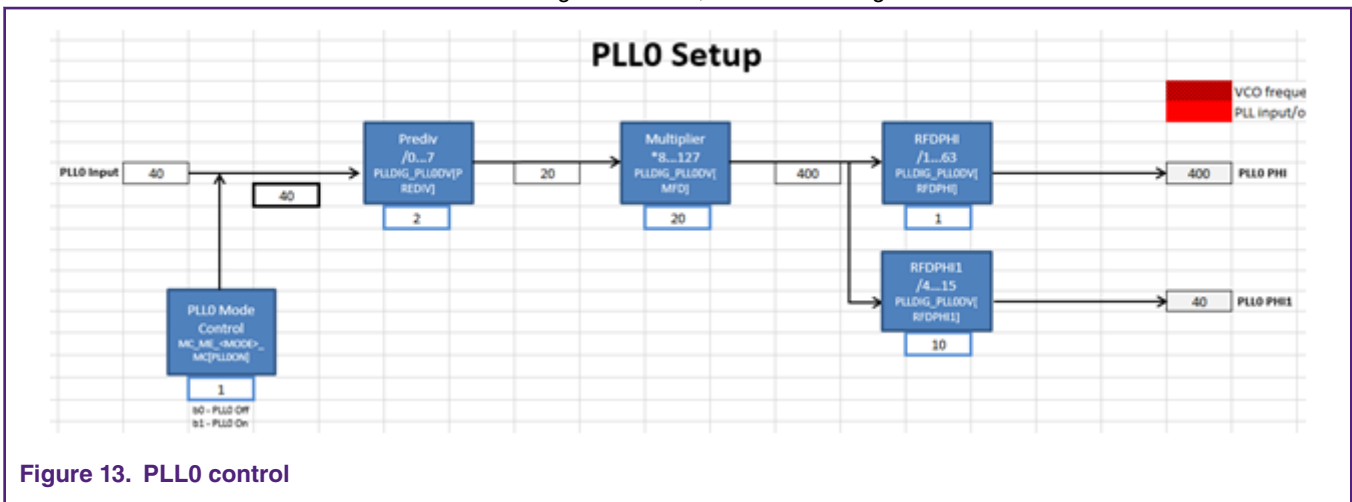 PLL0 Setup
VCO freque
PLL input/o
Prediv
/0...7
PLLDIG_PLL0DV[P
REDIV]
2
Multiplier
*8...127
PLLDIG_PLL0DV[
MFD]
20
RFDPHI
/1...63
PLLDIG_PLL0DV[
RFDPHI]
1
PLL0 Input
40
40
20
400
400
PLL0 PHI
RFDPHI1
/4...15
PLLDIG_PLL0DV[
RFDPHI1]
10
40
PLL0 PHI1
PLL0 Mode
Control
MC_ME_<MODE>_
MC[PLL0ON]
1
b0 - PLL0 Off
b1 - PLL0 On
Figure 13. PLL0 control